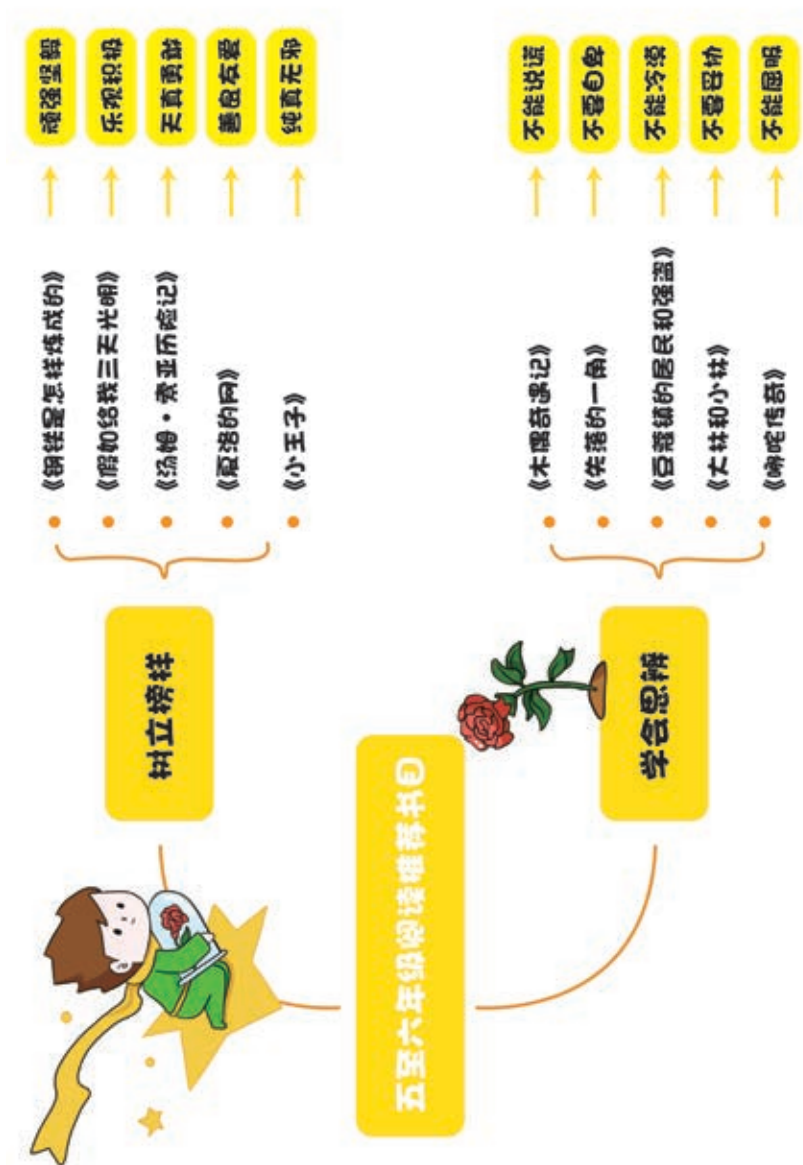 五至六年级阅读推荐书目
树立榜样
《钢铁是怎样炼成的》
顽强坚毅
《假如给我三天光明》
乐观积极
《汤姆·索亚历险记》
天真勇敢
《夏洛的网》
善良友爱
《小王子》
纯真无邪
学会思辨
《木偶奇遇记》
不能说谎
《失落的一角》
不要自卑
《豆蔻镇的居民和强盗》
不能冷漠
《大林和小林》
不要妥协
《哪吒传奇》
不能屈服